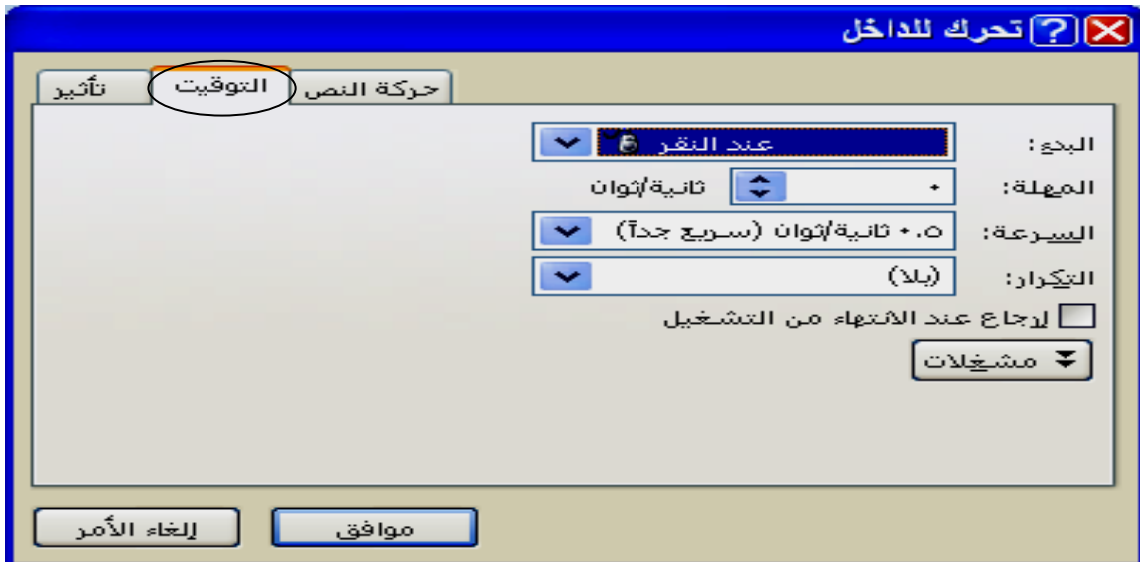 تحرك للداخل
حركة النص التوقيت تأثير
البدء: عند النقر
المهلة: ٠ ثانية/ثوان
السرعة: ٠.٥ ثانية/ثوان (سريع جداً)
التكرار: (بلا)
إرجاع عند الانتهاء من التشغيل
مشغلات
موافق إلغاء الأمر